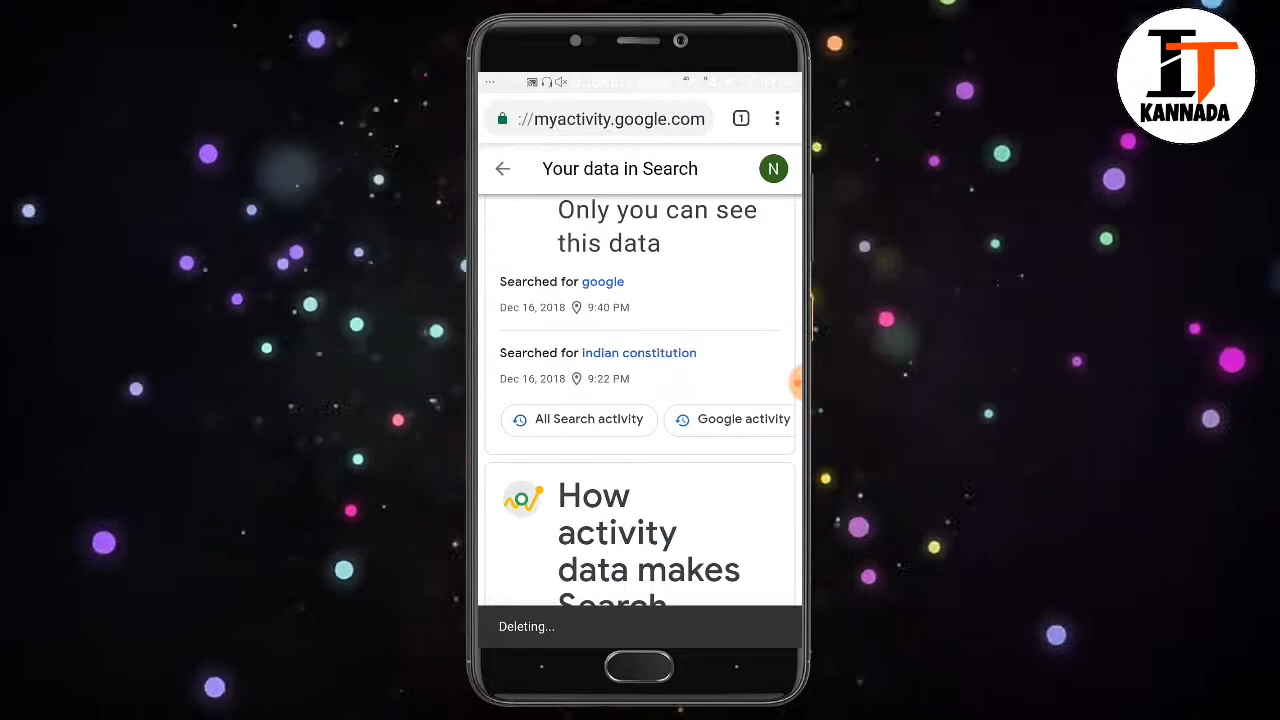 IT
KANNADA
://myactivity.google.com
1
Your data in Search
N
Only you can see
this data
Searched for google
Dec 16, 2018 9:40 PM
Searched for indian constitution
Dec 16, 2018 9:22 PM
All Search activity
Google activity
How
activity
data makes
Search
Deleting...